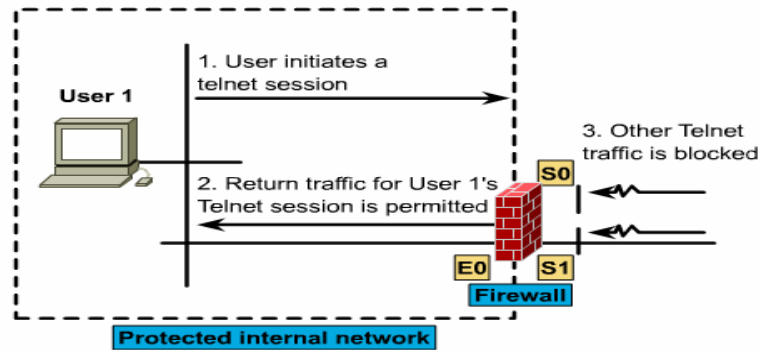 1. User initiates a
telnet session
User 1
3. Other Telnet
traffic is blocked
S0
2. Return traffic for User 1's
Telnet session is permitted
E0
S1
Firewall
Protected internal network